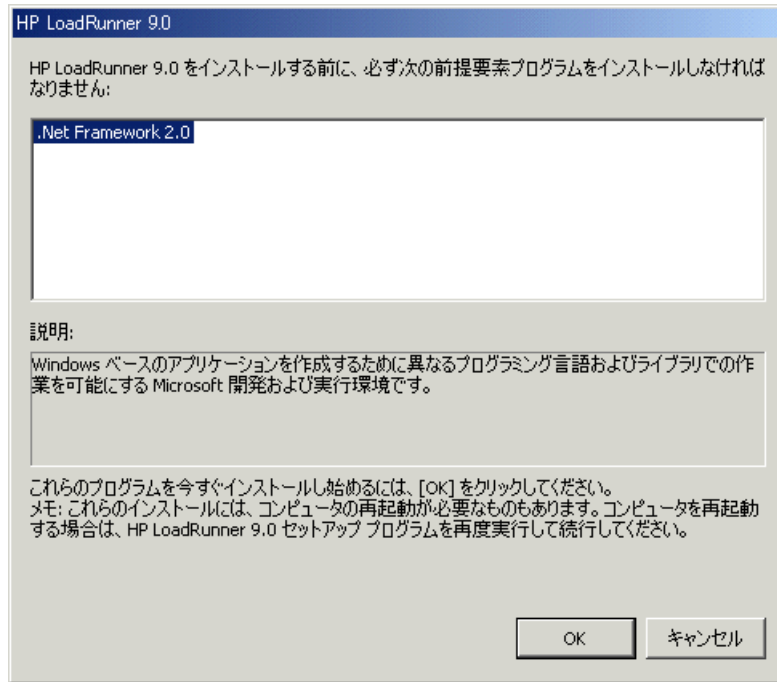 HP LoadRunner 9.0
HP LoadRunner 9.0 をインストールする前に、必ず次の前提要素プログラムをインストールしなければ
なりません:
.Net Framework 2.0
説明:
Windows ベースのアプリケーションを作成するために異なるプログラミング言語およびライブラリでの作
業を可能にする Microsoft 開発および実行環境です。
これらのプログラムを今すぐインストールし始めるには、[OK] をクリックしてください。
メモ: これらのインストールには、コンピュータの再起動が必要なものもあります。コンピュータを再起動
する場合は、HP LoadRunner 9.0 セットアップ プログラムを再度実行して続行してください。
OK
キャンセル